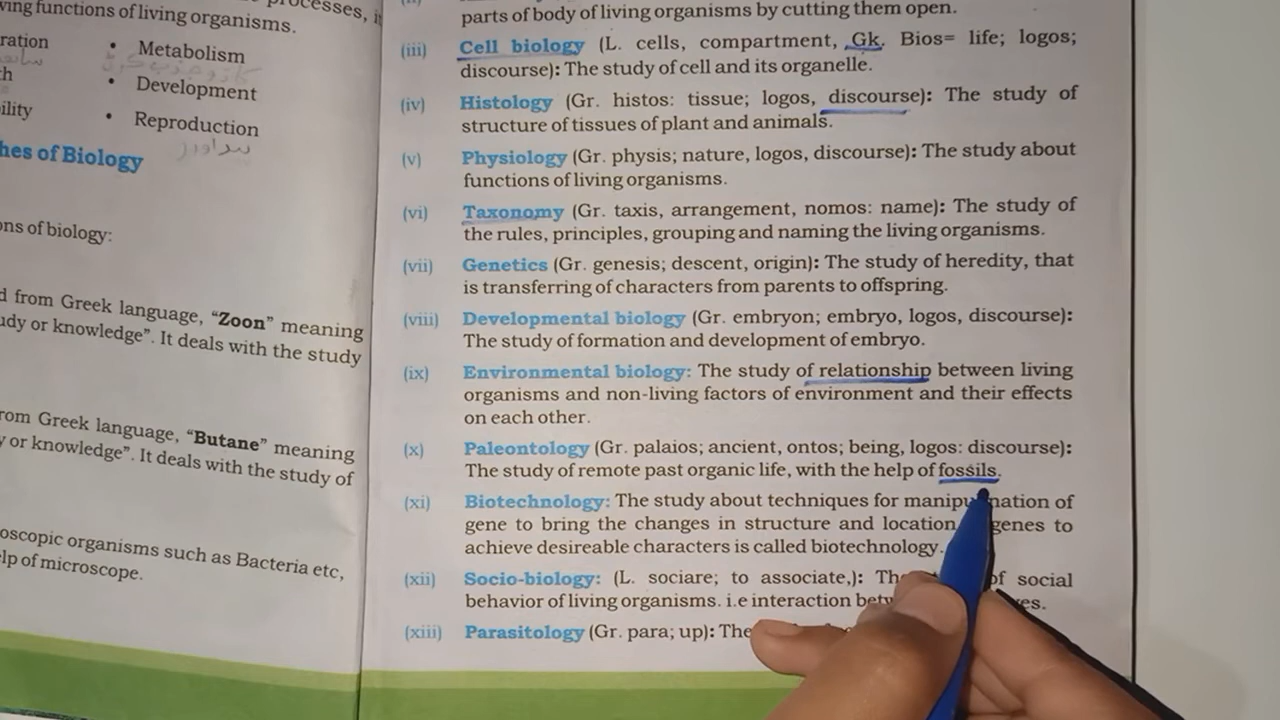 processes, i
ving functions of living organisms.
ration
• Metabolism
h
• Development
ility
• Reproduction
hes of Biology
ons of biology:
d from Greek language, “Zoon” meaning
udy or knowledge”. It deals with the study
rom Greek language, “Butane” meaning
y or knowledge”. It deals with the study of
oscopic organisms such as Bacteria etc,
elp of microscope.
parts of body of living organisms by cutting them open.
(iii) Cell biology (L. cells, compartment, Gk. Bios= life; logos;
discourse): The study of cell and its organelle.
(iv) Histology (Gr. histos: tissue; logos, discourse): The study of
structure of tissues of plant and animals.
(v) Physiology (Gr. physis; nature, logos, discourse): The study about
functions of living organisms.
(vi) Taxonomy (Gr. taxis, arrangement, nomos: name): The study of
the rules, principles, grouping and naming the living organisms.
(vii) Genetics (Gr. genesis; descent, origin): The study of heredity, that
is transferring of characters from parents to offspring.
(viii) Developmental biology (Gr. embryon; embryo, logos, discourse):
The study of formation and development of embryo.
(ix) Environmental biology: The study of relationship between living
organisms and non-living factors of environment and their effects
on each other.
(x) Paleontology (Gr. palaios; ancient, ontos; being, logos: discourse):
The study of remote past organic life, with the help of fossils.
(xi) Biotechnology: The study about techniques for manipu nation of
gene to bring the changes in structure and location genes to
achieve desireable characters is called biotechnology.
(xii) Socio-biology: (L. sociare; to associate,): Th of social
behavior of living organisms. i.e interaction
(xiii) Parasitology (Gr. para; up): The